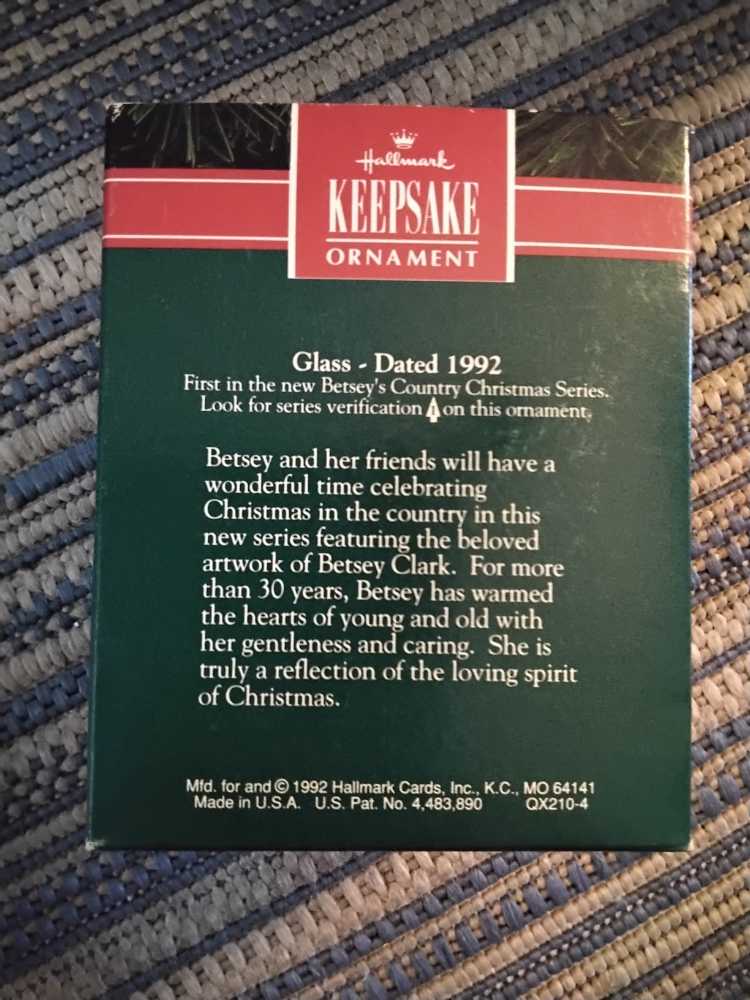 Hallmark
KEEPSAKE
ORNAMENT
Glass - Dated 1992
First in the new Betsey's Country Christmas Series.
Look for series verification on this ornament.
Betsey and her friends will have a
wonderful time celebrating
Christmas in the country in this
new series featuring the beloved
artwork of Betsey Clark. For more
than 30 years, Betsey has warmed
the hearts of young and old with
her gentleness and caring. She is
truly a reflection of the loving spirit
of Christmas.
Mfd. for and © 1992 Hallmark Cards, Inc., K.C., MO 64141
Made in U.S.A. U.S. Pat. No. 4,483,890 QX210-4